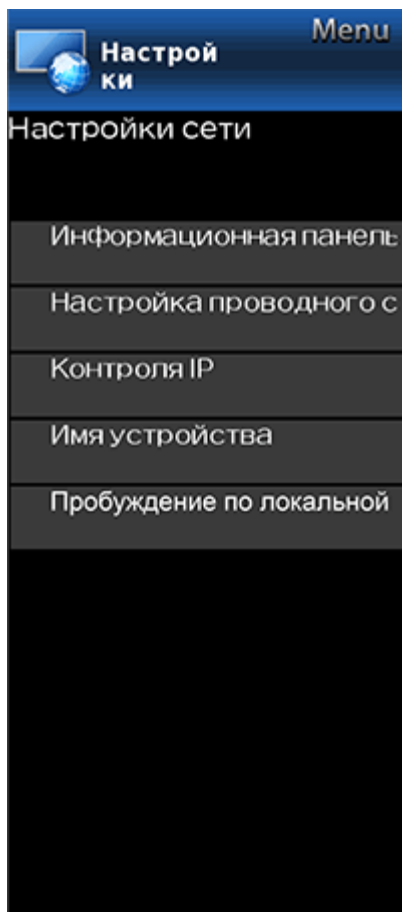 Menu
Настрой
ки
Настройки сети
Информационная панель
Настройка проводного с
Контроля IP
Имя устройства
Пробуждение по локальной